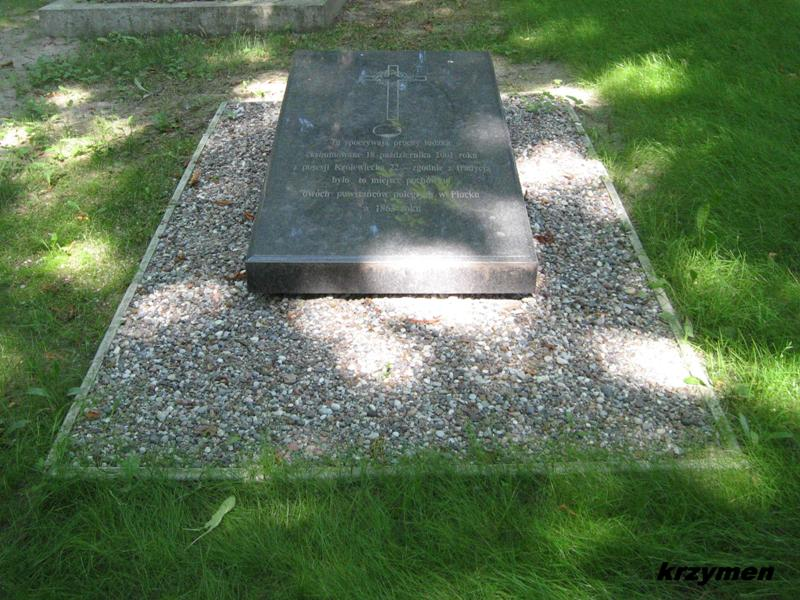 Tu spoczywają prochy ludzkie
ekshumowane 18 października 2001 roku
z posesji Królewiecka 22 – zgodnie z tradycją
było to miejsce pochówku
dwóch powstańców poległych w Płocku
w 1863 roku
krzymen